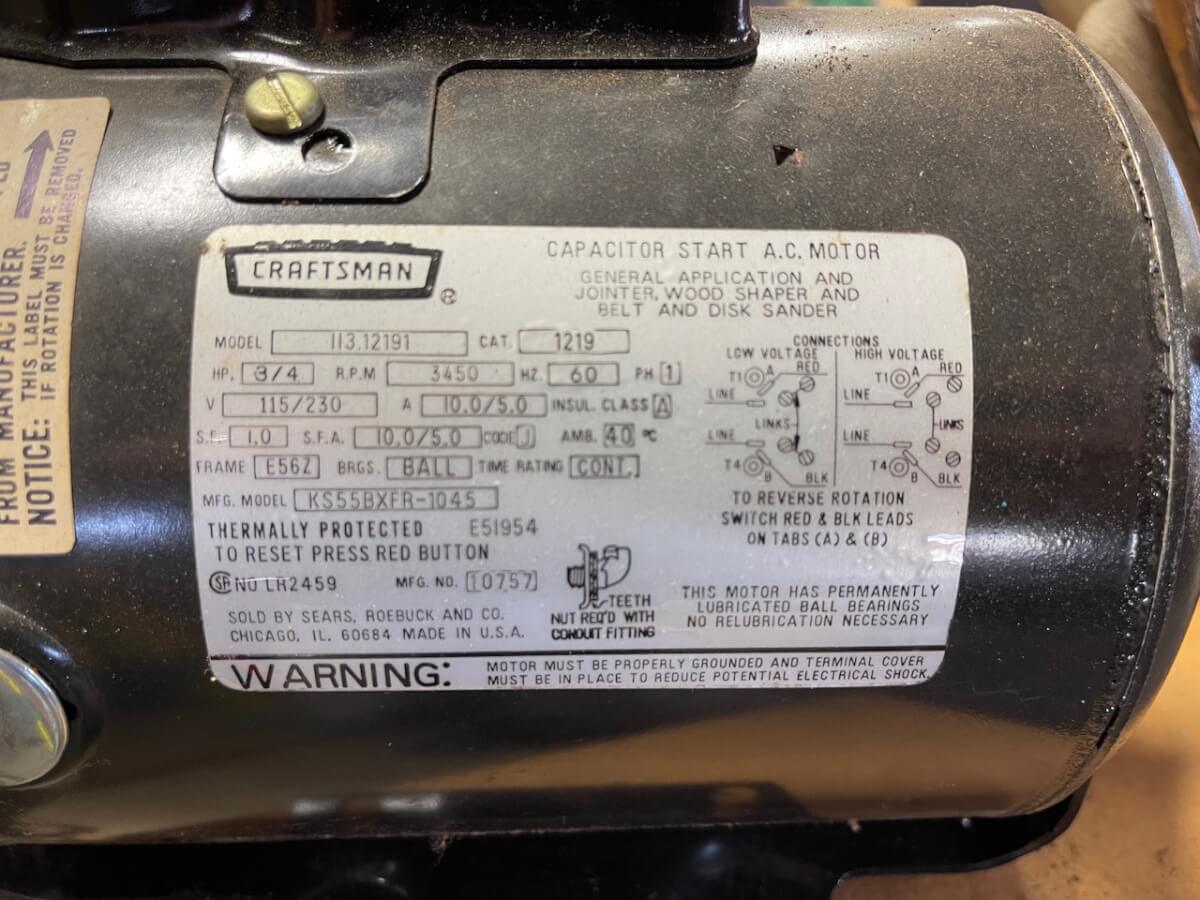 FROM MANUFACTURER.
NOTICE: THIS LABEL MUST BE REMOVED
IF ROTATION IS CHANGED.
CRAFTSMAN ®
CAPACITOR START A.C. MOTOR
GENERAL APPLICATION AND
JOINTER, WOOD SHAPER AND
BELT AND DISK SANDER
MODEL 113.12191 CAT. 1219
HP. 3/4 R.P.M 3450 HZ. 60 PH 1
V 115/230 A 10.0/5.0 INSUL. CLASS A
S.F. 1.0 S.F.A. 10.0/5.0 CODE J AMB. 40 °C
FRAME E56Z BRGS. BALL TIME RATING CONT.
MFG. MODEL KS55BXFR-1045
THERMALLY PROTECTED E51954
TO RESET PRESS RED BUTTON
NO LR2459 MFG. NO. 10757
SOLD BY SEARS, ROEBUCK AND CO.
CHICAGO, IL. 60684 MADE IN U.S.A.
TEETH
NUT REQ'D WITH
CONDUIT FITTING
CONNECTIONS
LOW VOLTAGE
RED
T1 A
LINE
LINKS
LINE
T4 B
BLK
HIGH VOLTAGE
RED
T1 A
LINE
LINKS
LINE
T4 B
BLK
TO REVERSE ROTATION
SWITCH RED & BLK LEADS
ON TABS (A) & (B)
THIS MOTOR HAS PERMANENTLY
LUBRICATED BALL BEARINGS
NO RELUBRICATION NECESSARY
WARNING: MOTOR MUST BE PROPERLY GROUNDED AND TERMINAL COVER
MUST BE IN PLACE TO REDUCE POTENTIAL ELECTRICAL SHOCK.